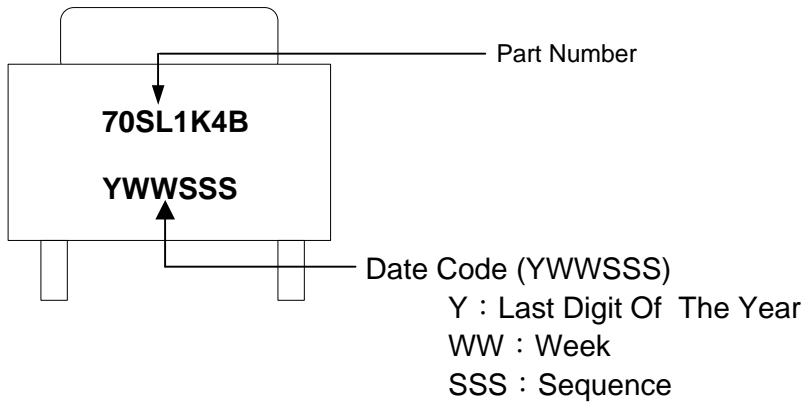 Part Number
70SL1K4B
YWWSSS
Date Code (YWWSSS)
Y：Last Digit Of The Year
WW：Week
SSS：Sequence